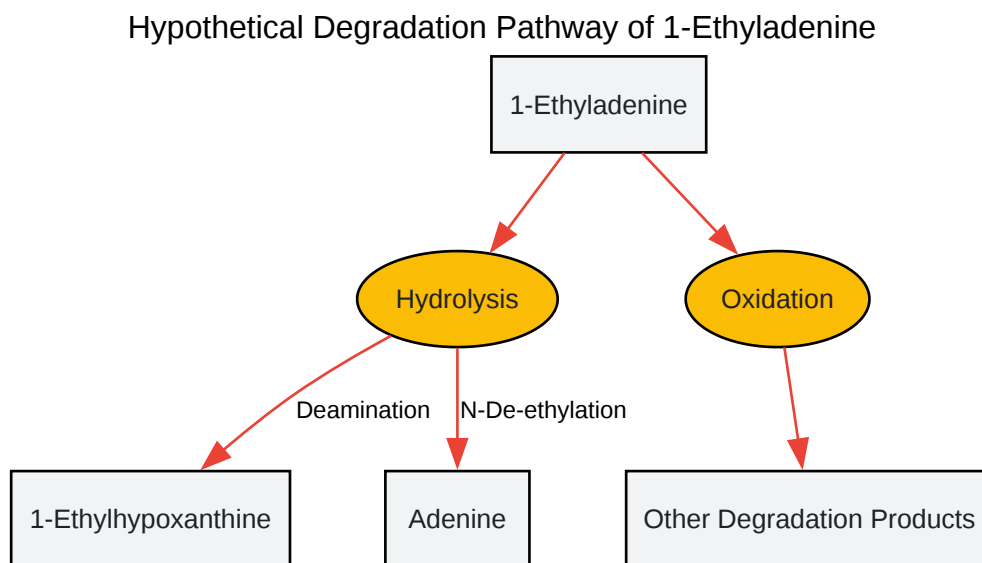 Hypothetical Degradation Pathway of 1-Ethyladenine
1-Ethyladenine
Hydrolysis
Oxidation
Deamination
N-De-ethylation
1-Ethylhypoxanthine
Adenine
Other Degradation Products